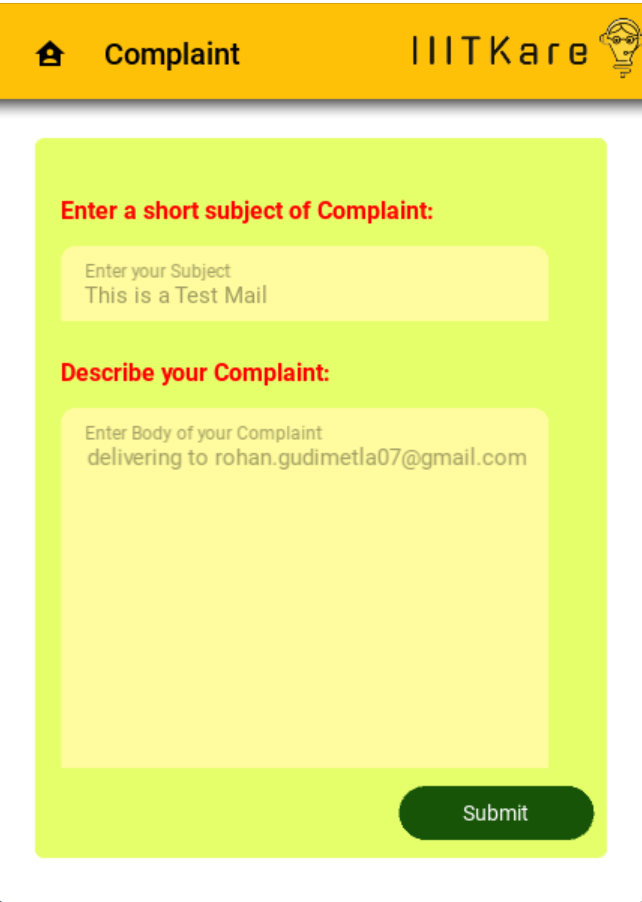 Complaint
IIITKare
Enter a short subject of Complaint:
Enter your Subject
This is a Test Mail
Describe your Complaint:
Enter Body of your Complaint
delivering to rohan.gudimetla07@gmail.com
Submit